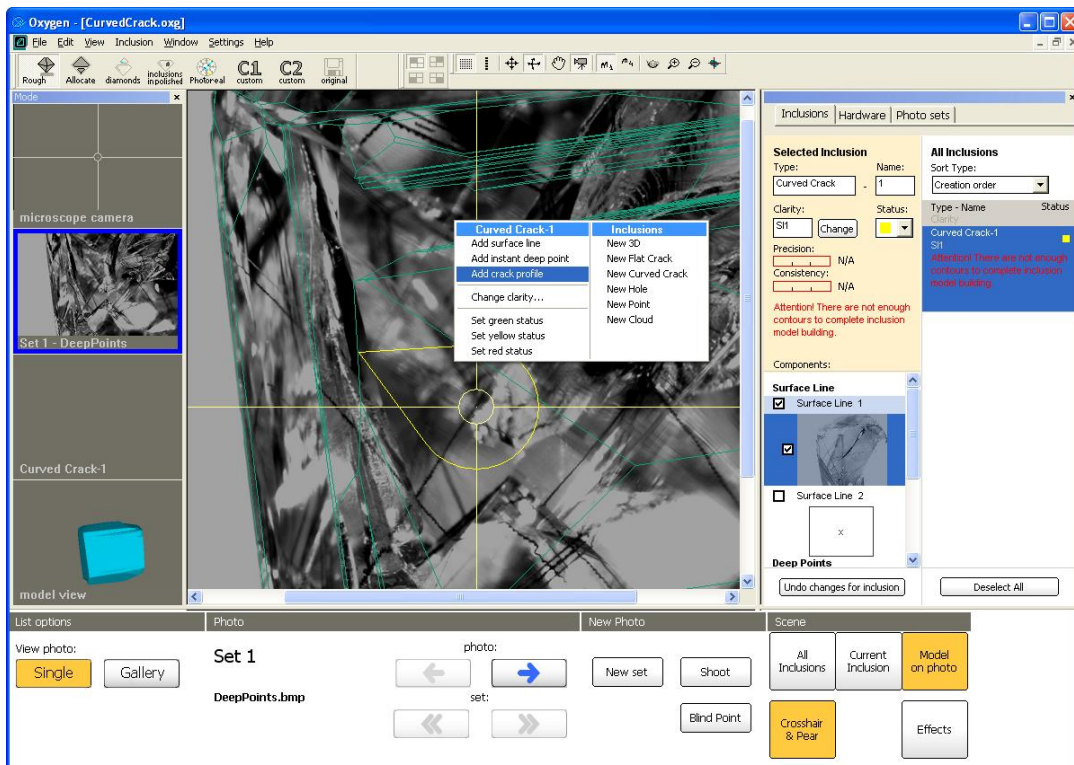 Oxygen - [CurvedCrack.oxg]
File Edit View Inclusion Window Settings Help
Rough
Allocate
diamonds
inclusions
in polished
Photoreal
C1
custom
C2
custom
original
Mode
microscope camera
Set 1 - DeepPoints
Curved Crack-1
model view
Curved Crack-1
Add surface line
Add instant deep point
Add crack profile
Change clarity...
Set green status
Set yellow status
Set red status
Inclusions
New 3D
New Flat Crack
New Curved Crack
New Hole
New Point
New Cloud
Inclusions Hardware Photo sets
Selected Inclusion
Type: Name:
Curved Crack - 1
Clarity: Status:
SI1 Change
Precision:
N/A
Consistency:
N/A
Attention! There are not enough
contours to complete inclusion
model building.
Components:
Surface Line
Surface Line 1
Surface Line 2
x
Deep Points
Undo changes for inclusion
All Inclusions
Sort Type:
Creation order
Type - Name Status
Clarity
Curved Crack-1
SI1
Attention! There are not enough
contours to complete inclusion
model building.
Deselect All
List options
View photo:
Single Gallery
Photo
Set 1
DeepPoints.bmp
photo:
set:
New Photo
New set Shoot
Blind Point
Scene
All
Inclusions
Current
Inclusion
Model
on photo
Crosshair
& Pear
Effects